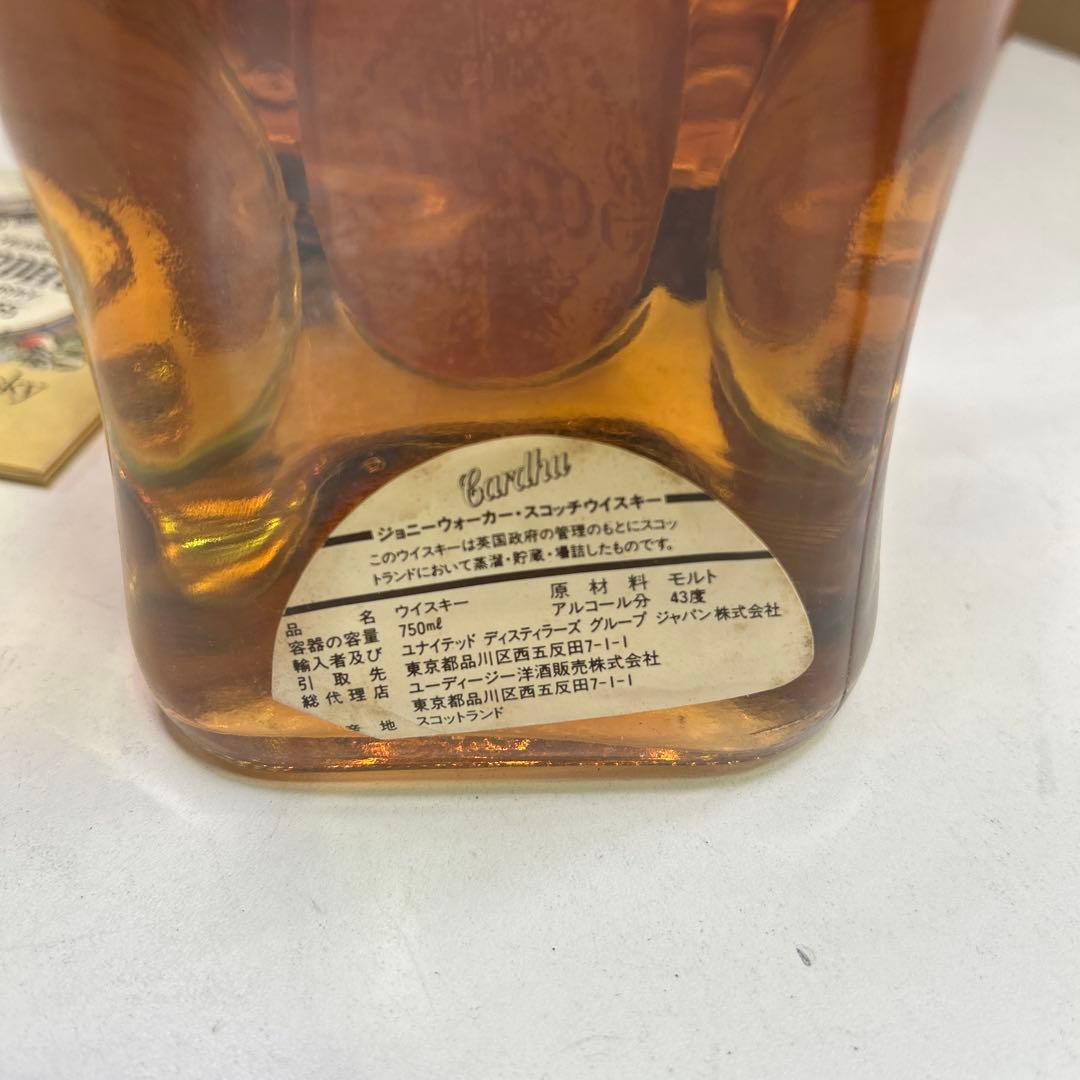 Cardhu
ジョニーウォーカー・スコッチウイスキー
このウイスキーは英国政府の管理のもとにスコッ
トランドにおいて蒸溜・貯蔵・壜詰したものです。
品名 ウイスキー 原材料 モルト
容器の容量 750mℓ アルコール分 43度
輸入者及び ユナイテッド ディスティラーズ グループ ジャパン株式会社
引取先 東京都品川区西五反田7-1-1
総代理店 ユーディージー洋酒販売株式会社
東京都品川区西五反田7-1-1
産地 スコットランド